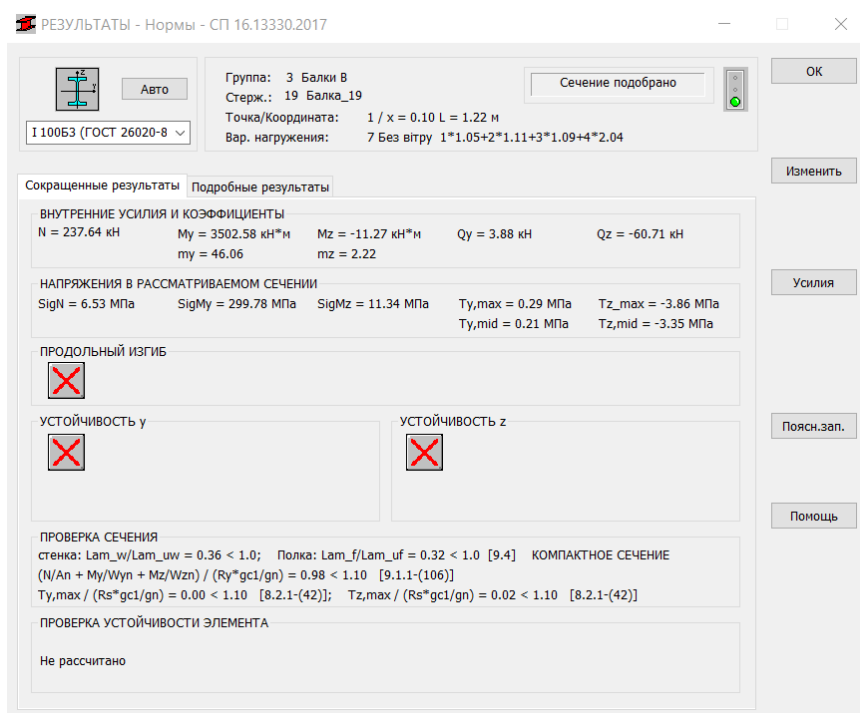 РЕЗУЛЬТАТЫ - Нормы - СП 16.13330.2017
z
y
Авто
I 100Б3 (ГОСТ 26020-8
Группа: 3 Балки В
Стерж.: 19 Балка_19
Точка/Координата: 1 / x = 0.10 L = 1.22 м
Вар. нагружения: 7 Без вітру 1*1.05+2*1.11+3*1.09+4*2.04
Сечение подобрано
OK
Изменить
Усилия
Поясн.зап.
Помощь
Сокращенные результаты Подробные результаты
ВНУТРЕННИЕ УСИЛИЯ И КОЭФФИЦИЕНТЫ
N = 237.64 кН My = 3502.58 кН*м Mz = -11.27 кН*м Qy = 3.88 кН Qz = -60.71 кН
my = 46.06 mz = 2.22
НАПРЯЖЕНИЯ В РАССМАТРИВАЕМОМ СЕЧЕНИИ
SigN = 6.53 МПа SigMy = 299.78 МПа SigMz = 11.34 МПа Ty,max = 0.29 МПа Tz_max = -3.86 МПа
Ty,mid = 0.21 МПа Tz,mid = -3.35 МПа
ПРОДОЛЬНЫЙ ИЗГИБ
УСТОЙЧИВОСТЬ y УСТОЙЧИВОСТЬ z
ПРОВЕРКА СЕЧЕНИЯ
стенка: Lam_w/Lam_uw = 0.36 < 1.0; Полка: Lam_f/Lam_uf = 0.32 < 1.0 [9.4] КОМПАКТНОЕ СЕЧЕНИЕ
(N/An + My/Wyn + Mz/Wzn) / (Ry*gc1/gn) = 0.98 < 1.10 [9.1.1-(106)]
Ty,max / (Rs*gc1/gn) = 0.00 < 1.10 [8.2.1-(42)]; Tz,max / (Rs*gc1/gn) = 0.02 < 1.10 [8.2.1-(42)]
ПРОВЕРКА УСТОЙЧИВОСТИ ЭЛЕМЕНТА
Не рассчитано